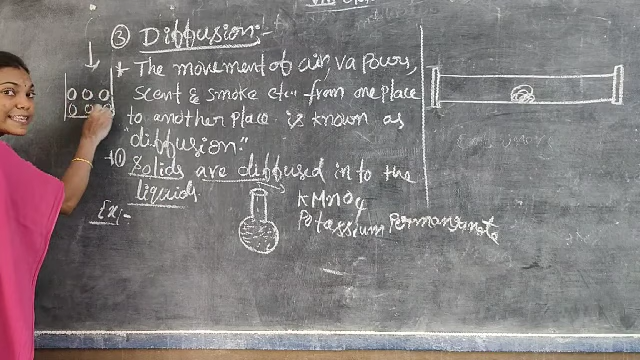 ③ Diffusion:-
* The movement of air, vapours,
scent & smoke etc.. from one place
to another place is known as
"diffusion."
① Solids are diffused in to the
liquids
Ex:-
KMnO4
Potassium Permanganate